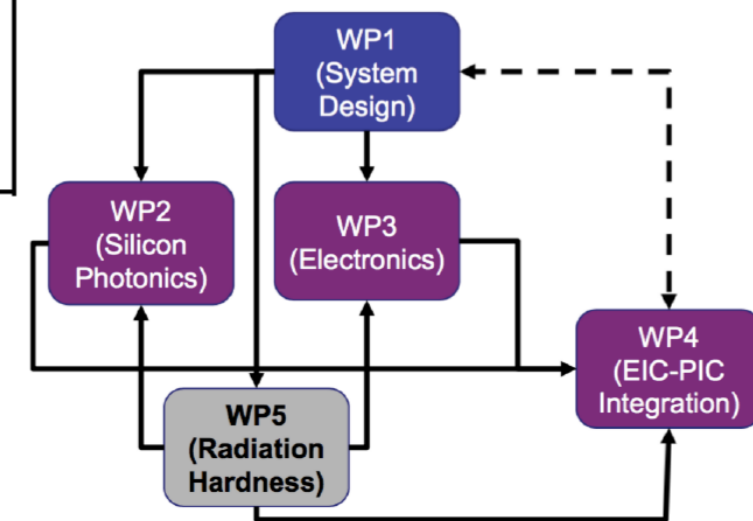 WP1
(System
Design)
WP2
(Silicon
Photonics)
WP3
(Electronics)
WP4
(EIC-PIC
Integration)
WP5
(Radiation
Hardness)